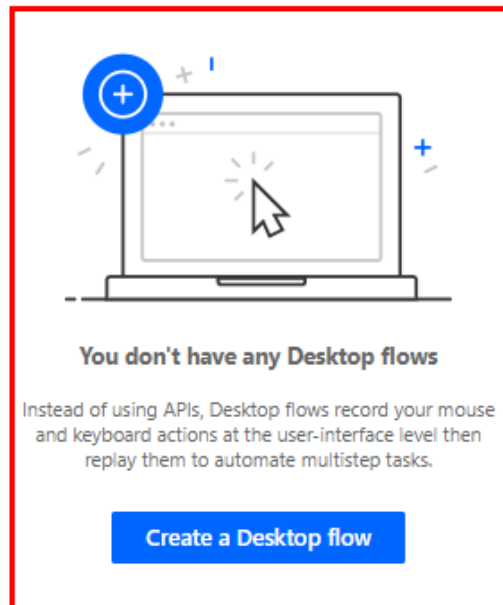 You don't have any Desktop flows
Instead of using APIs, Desktop flows record your mouse
and keyboard actions at the user-interface level then
replay them to automate multistep tasks.
Create a Desktop flow